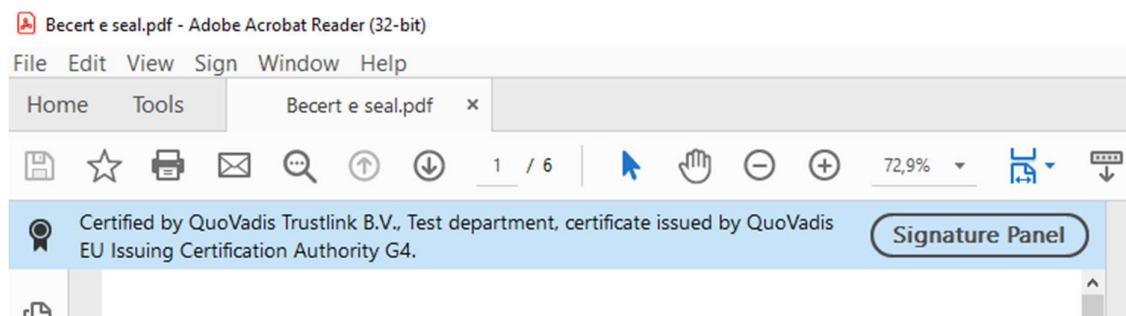 Becert e seal.pdf - Adobe Acrobat Reader (32-bit)
File Edit View Sign Window Help
Home Tools Becert e seal.pdf ×
1 / 6 72,9%
Certified by QuoVadis Trustlink B.V., Test department, certificate issued by QuoVadis
EU Issuing Certification Authority G4.
Signature Panel